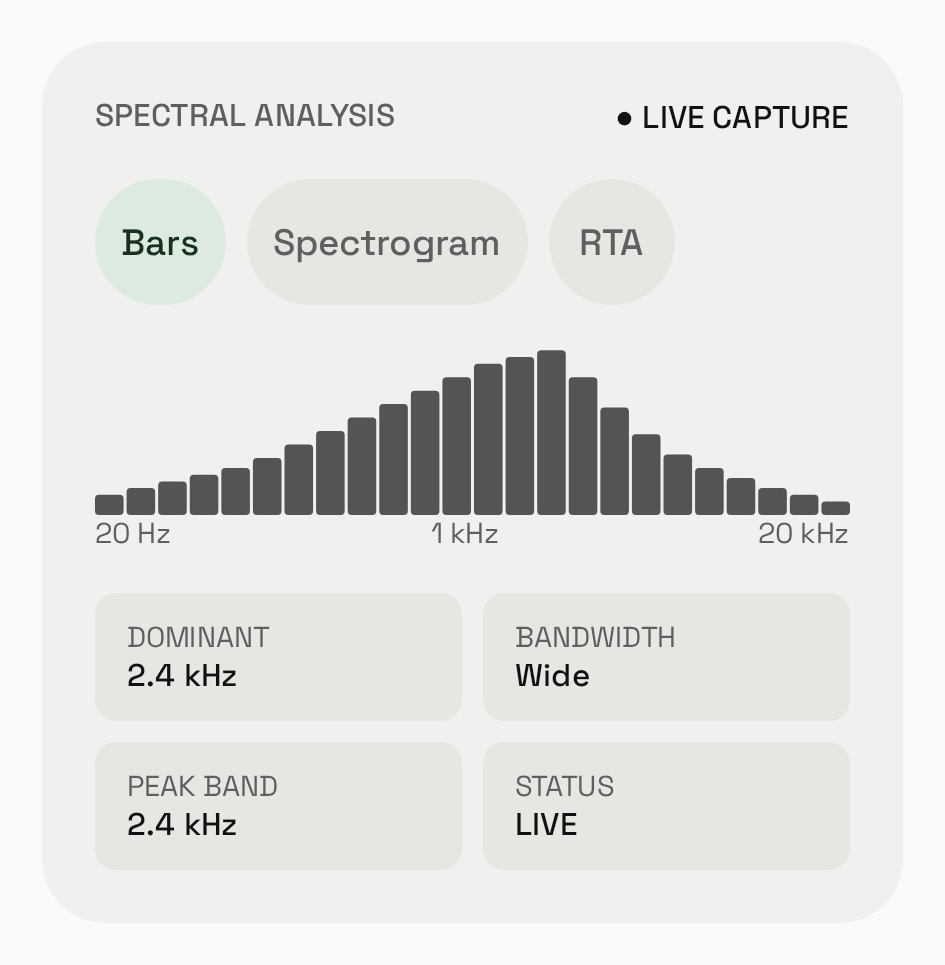 SPECTRAL ANALYSIS
● LIVE CAPTURE
Bars
Spectrogram
RTA
20 Hz
1 kHz
20 kHz
DOMINANT
2.4 kHz
BANDWIDTH
Wide
PEAK BAND
2.4 kHz
STATUS
LIVE